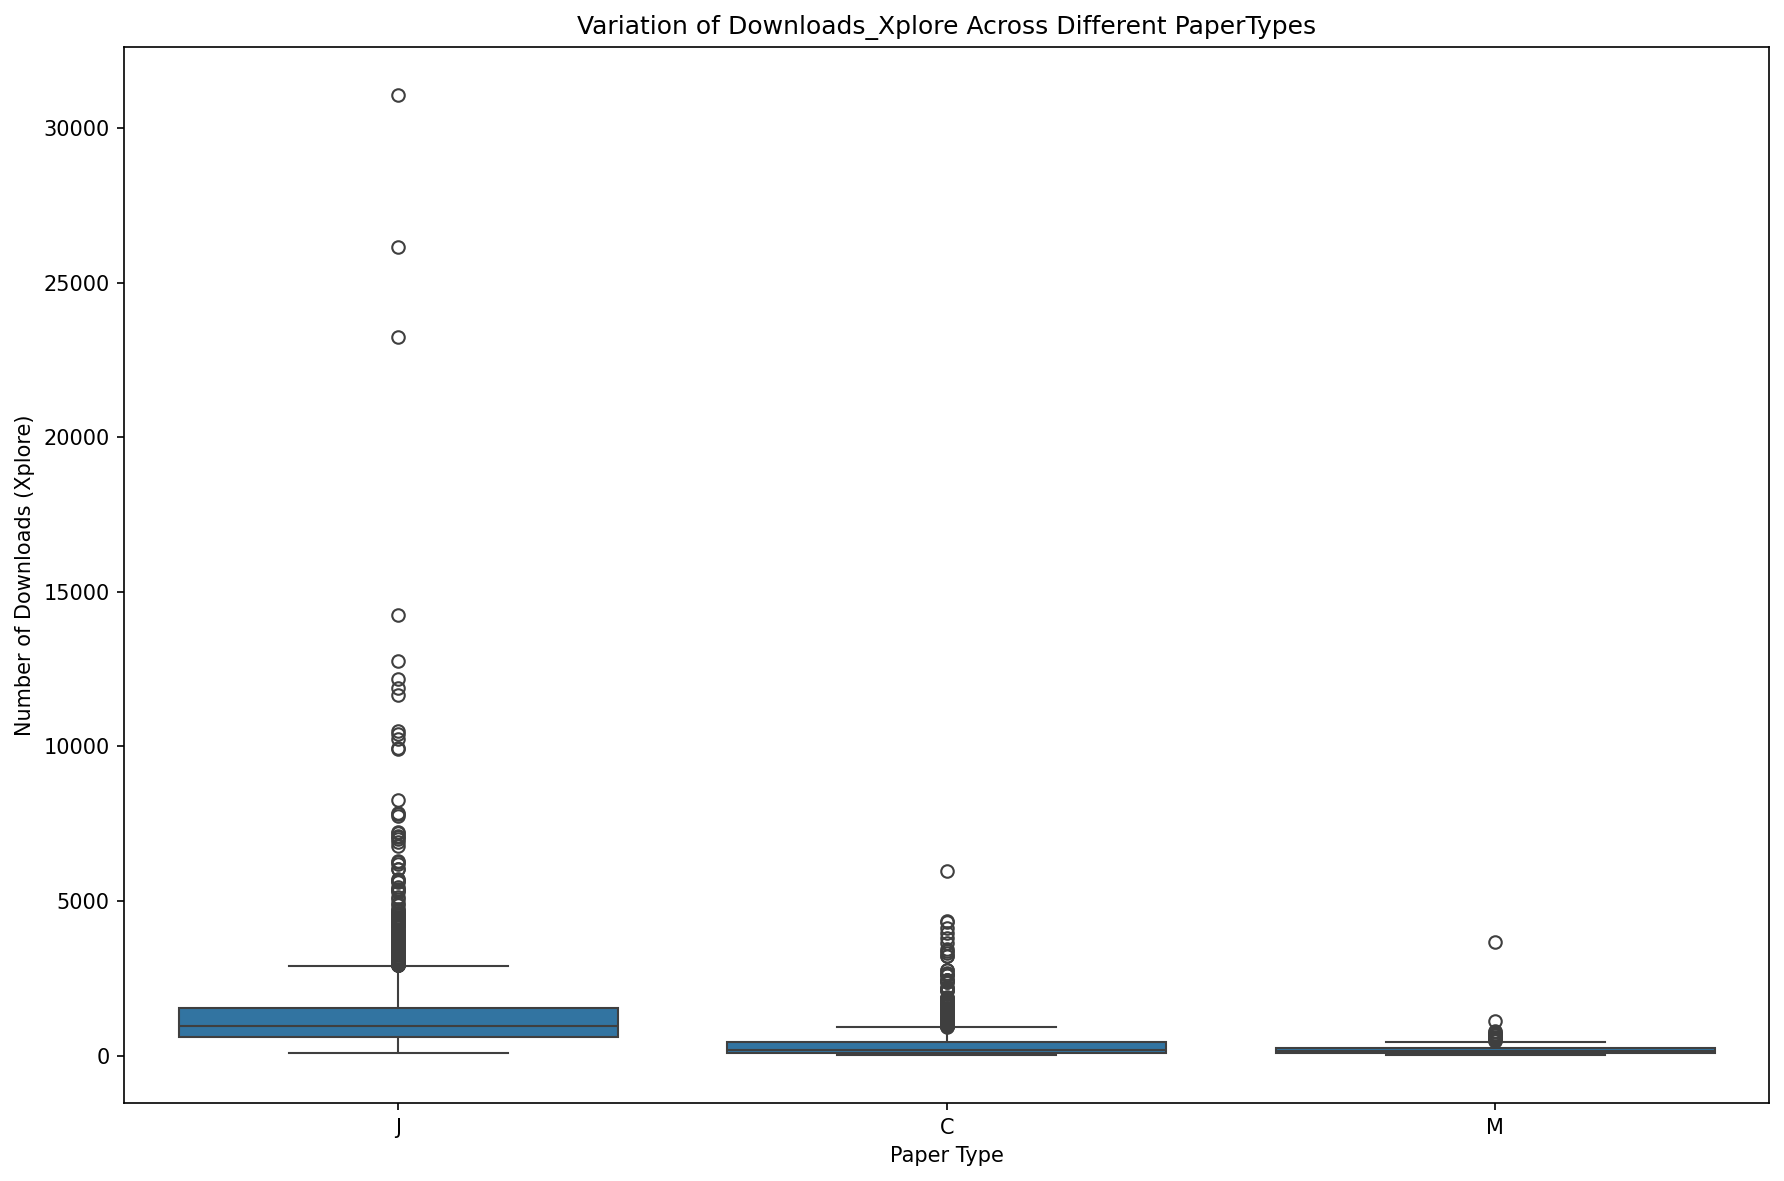 Variation of Downloads_Xplore Across Different PaperTypes
Number of Downloads (Xplore)
30000
25000
20000
15000
10000
5000
0
J
C
M
Paper Type